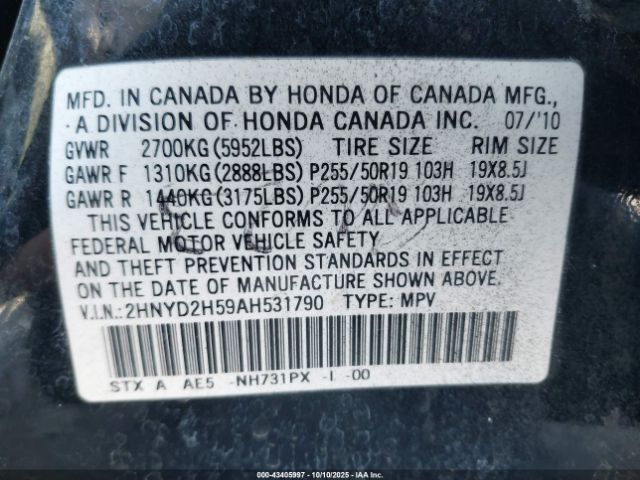 MFD. IN CANADA BY HONDA OF CANADA MFG.,
A DIVISION OF HONDA CANADA INC. 07/'10
GVWR 2700KG (5952LBS) TIRE SIZE RIM SIZE
GAWR F 1310KG (2888LBS) P255/50R19 103H 19X8.5J
GAWR R 1440KG (3175LBS) P255/50R19 103H 19X8.5J
THIS VEHICLE CONFORMS TO ALL APPLICABLE
FEDERAL MOTOR VEHICLE SAFETY
AND THEFT PREVENTION STANDARDS IN EFFECT
ON THE DATE OF MANUFACTURE SHOWN ABOVE.
V.I.N.:2HNYD2H59AH531790 TYPE: MPV
STX A AE5 -NH731PX -I -00
© - 43405997 - 10/10/2025 - IAAI.COM